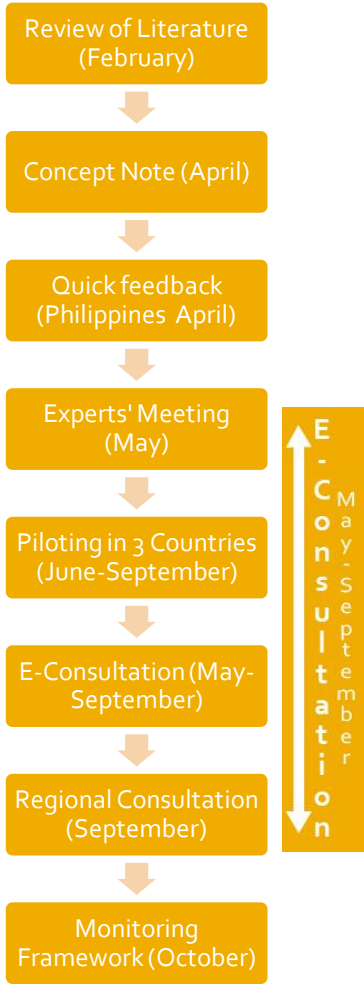 Review of Literature
(February)
Concept Note (April)
Quick feedback
(Philippines April)
Experts' Meeting
(May)
Piloting in 3 Countries
(June-September)
E-Consultation (May-
September)
Regional Consultation
(September)
Monitoring
Framework (October)
E-Consultation
May-September